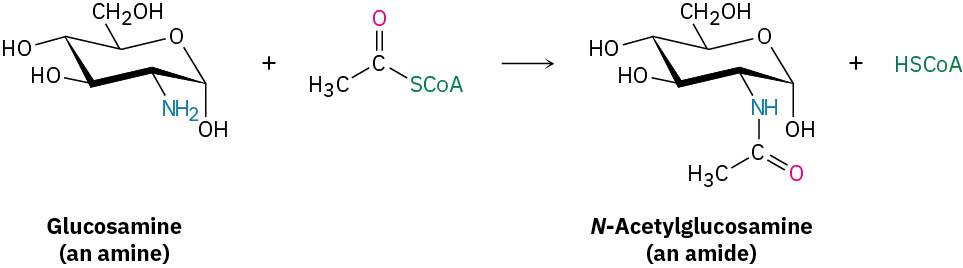 CH₂OH
HO
O
HO
NH₂
OH
+
O
C
H₃C
SCoA
CH₂OH
HO
O
HO
NH
OH
C
H₃C
O
+
HSCoA
Glucosamine
(an amine)
N-Acetylglucosamine
(an amide)